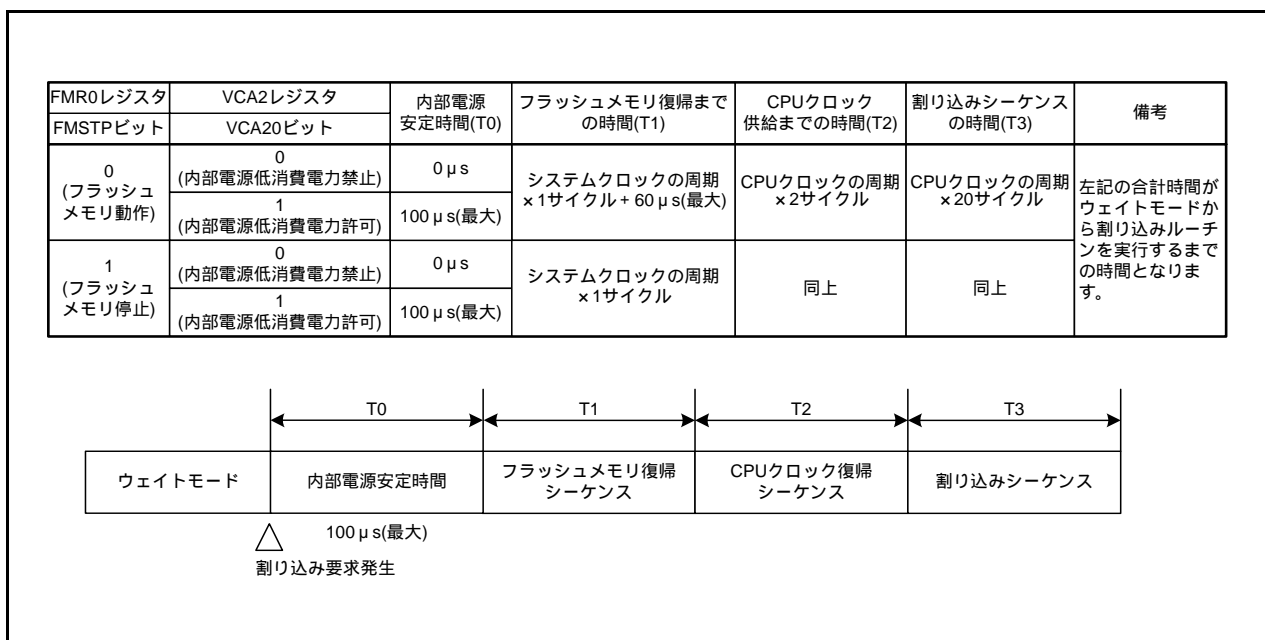 FMR0レジスタ
FMSTPビット
VCA2レジスタ
VCA20ビット
内部電源
安定時間(T0)
フラッシュメモリ復帰まで
の時間(T1)
CPUクロック
供給までの時間(T2)
割り込みシーケンス
の時間(T3)
備考
0
(フラッシュ
メモリ動作)
0
(内部電源低消費電力禁止)
0 μs
1
(内部電源低消費電力許可)
100 μs(最大)
システムクロックの周期
×1サイクル + 60 μs(最大)
CPUクロックの周期
×2サイクル
CPUクロックの周期
×20サイクル
左記の合計時間が
ウェイトモードか
ら割り込みルーチ
ンを実行するまで
の時間となりま
す。
1
(フラッシュ
メモリ停止)
0
(内部電源低消費電力禁止)
0 μs
1
(内部電源低消費電力許可)
100 μs(最大)
システムクロックの周期
×1サイクル
同上
同上
T0
T1
T2
T3
ウェイトモード
内部電源安定時間
フラッシュメモリ復帰
シーケンス
CPUクロック復帰
シーケンス
割り込みシーケンス
100 μs(最大)
割り込み要求発生